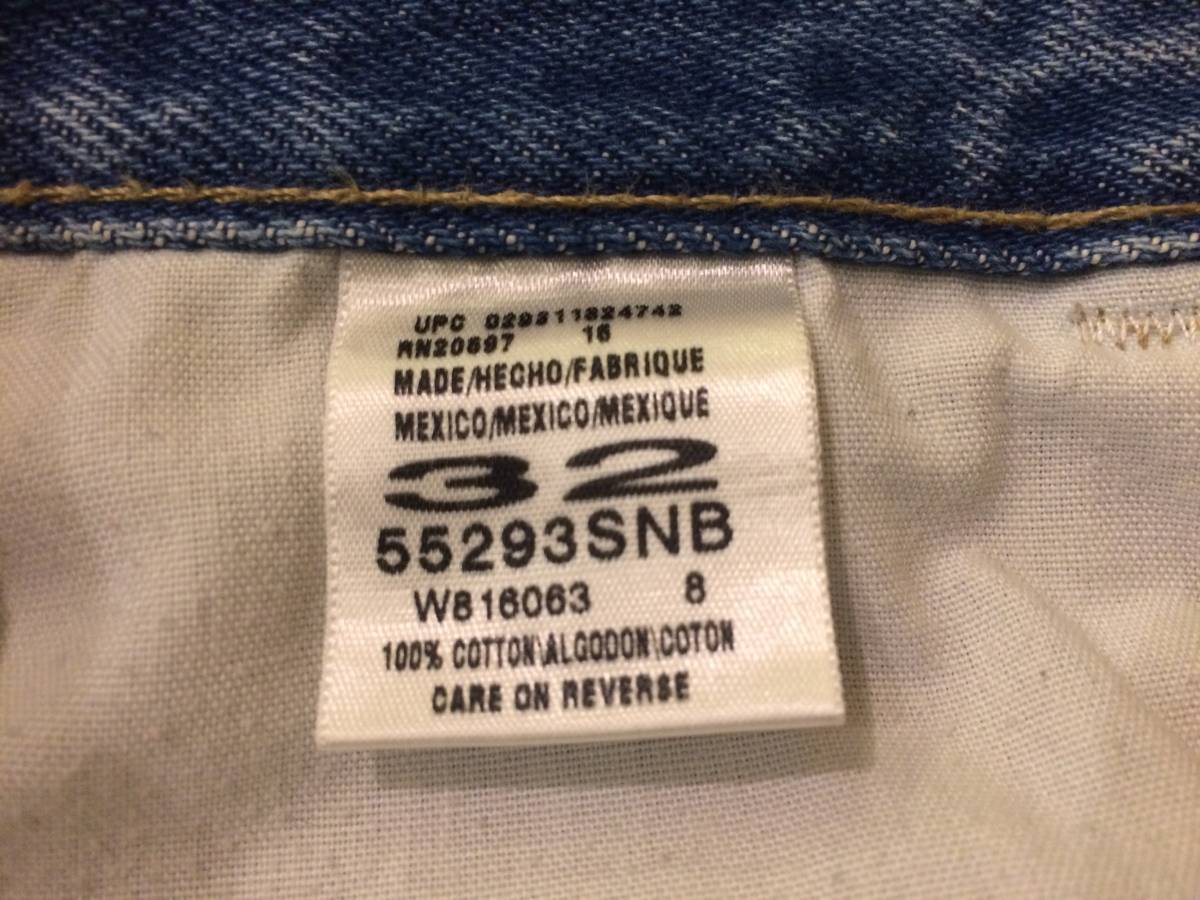 UPC 029311824742
RN20697 16
MADE/HECHO/FABRIQUE
MEXICO/MEXICO/MEXIQUE
32
55293SNB
W816063 8
100% COTTON\ALGODON\COTON
CARE ON REVERSE